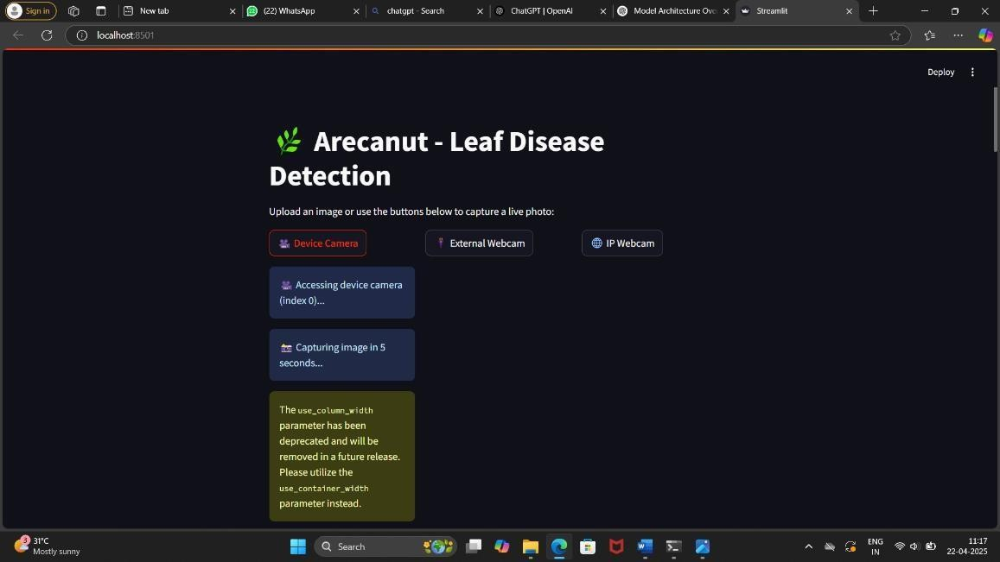 Sign in
New tab
(22) WhatsApp
chatgpt - Search
ChatGPT | OpenAI
Model Architecture Ove
Streamlit
localhost:8501
Deploy
Arecanut - Leaf Disease
Detection
Upload an image or use the buttons below to capture a live photo:
Device Camera
External Webcam
IP Webcam
Accessing device camera
(index 0)...
Capturing image in 5
seconds...
The use_column_width
parameter has been
deprecated and will be
removed in a future release.
Please utilize the
use_container_width
parameter instead.
3
31°C
Mostly sunny
Search
ENG
IN
11:17
22-04-2025